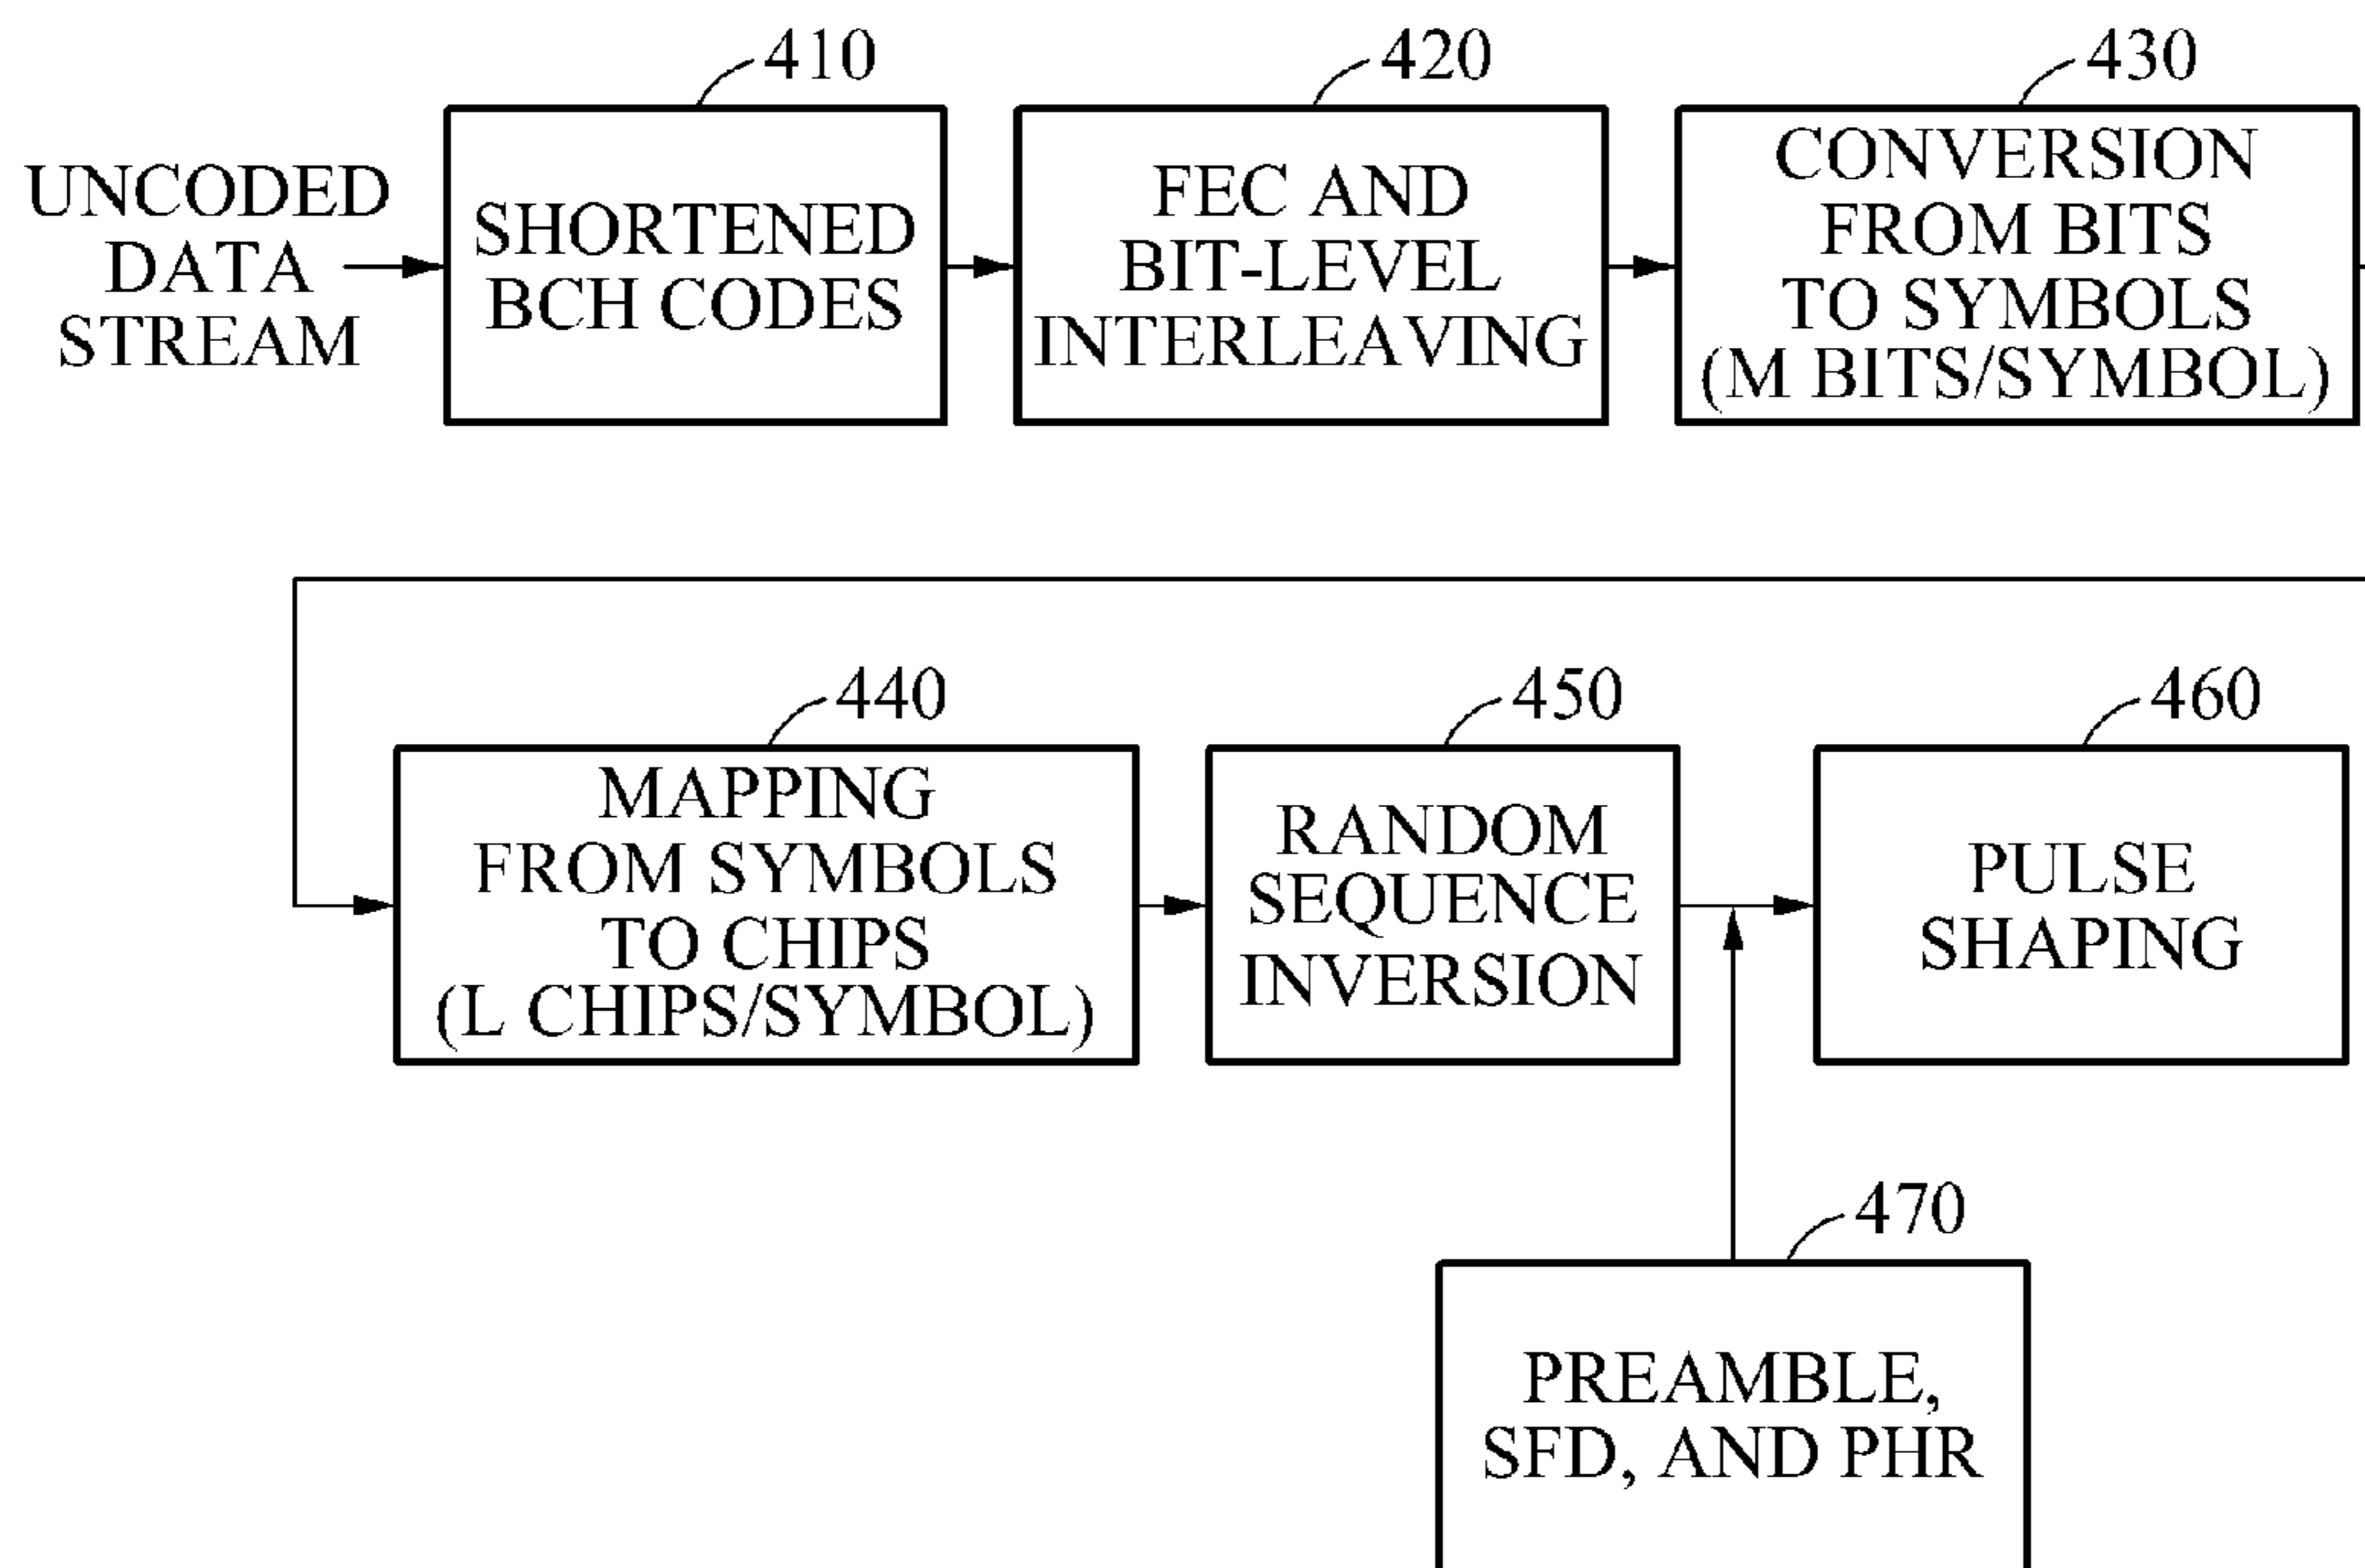 410
420
430
UNCODED
DATA
STREAM
SHORTENED
BCH CODES
FEC AND
BIT-LEVEL
INTERLEAVING
CONVERSION
FROM BITS
TO SYMBOLS
(M BITS/SYMBOL)
440
450
460
MAPPING
FROM SYMBOLS
TO CHIPS
(L CHIPS/SYMBOL)
RANDOM
SEQUENCE
INVERSION
PULSE
SHAPING
470
PREAMBLE,
SFD, AND PHR